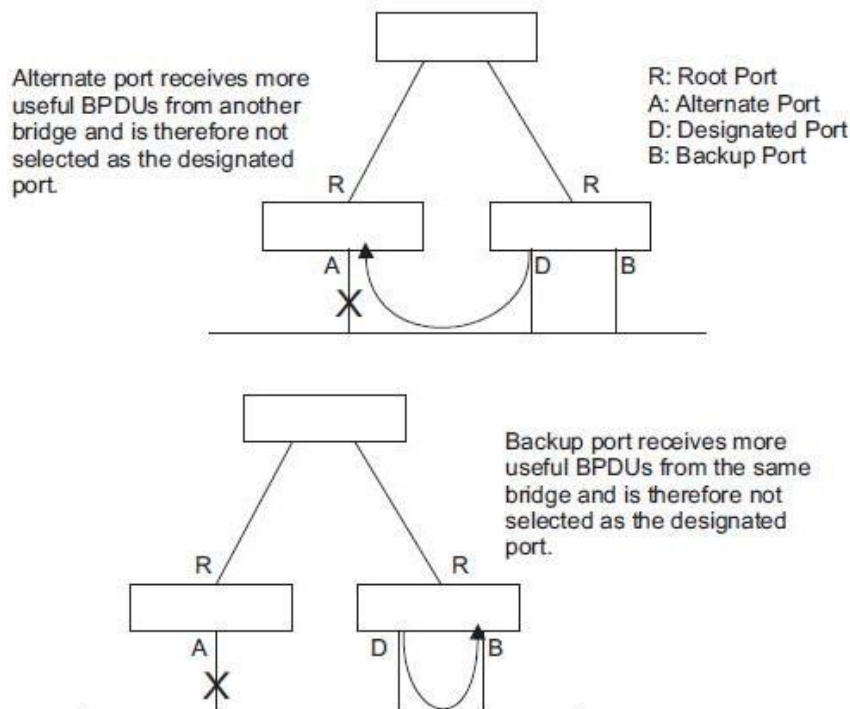 Alternate port receives more
useful BPDUs from another
bridge and is therefore not
selected as the designated
port.
R: Root Port
A: Alternate Port
D: Designated Port
B: Backup Port
R
R
A
D
B
X
Backup port receives more
useful BPDUs from the same
bridge and is therefore not
selected as the designated
port.
R
R
A
D
B
X